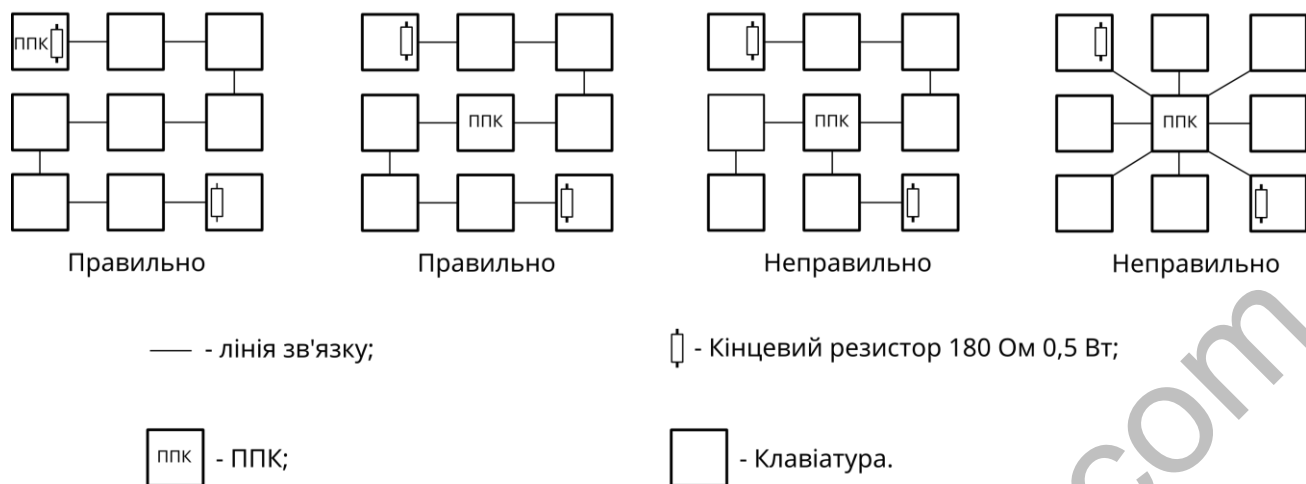 ППК
ППК
ППК
ППК
Правильно
Правильно
Неправильно
Неправильно
- лінія зв'язку;
- Кінцевий резистор 180 Ом 0,5 Вт;
ППК - ППК;
- Клавіатура.
com